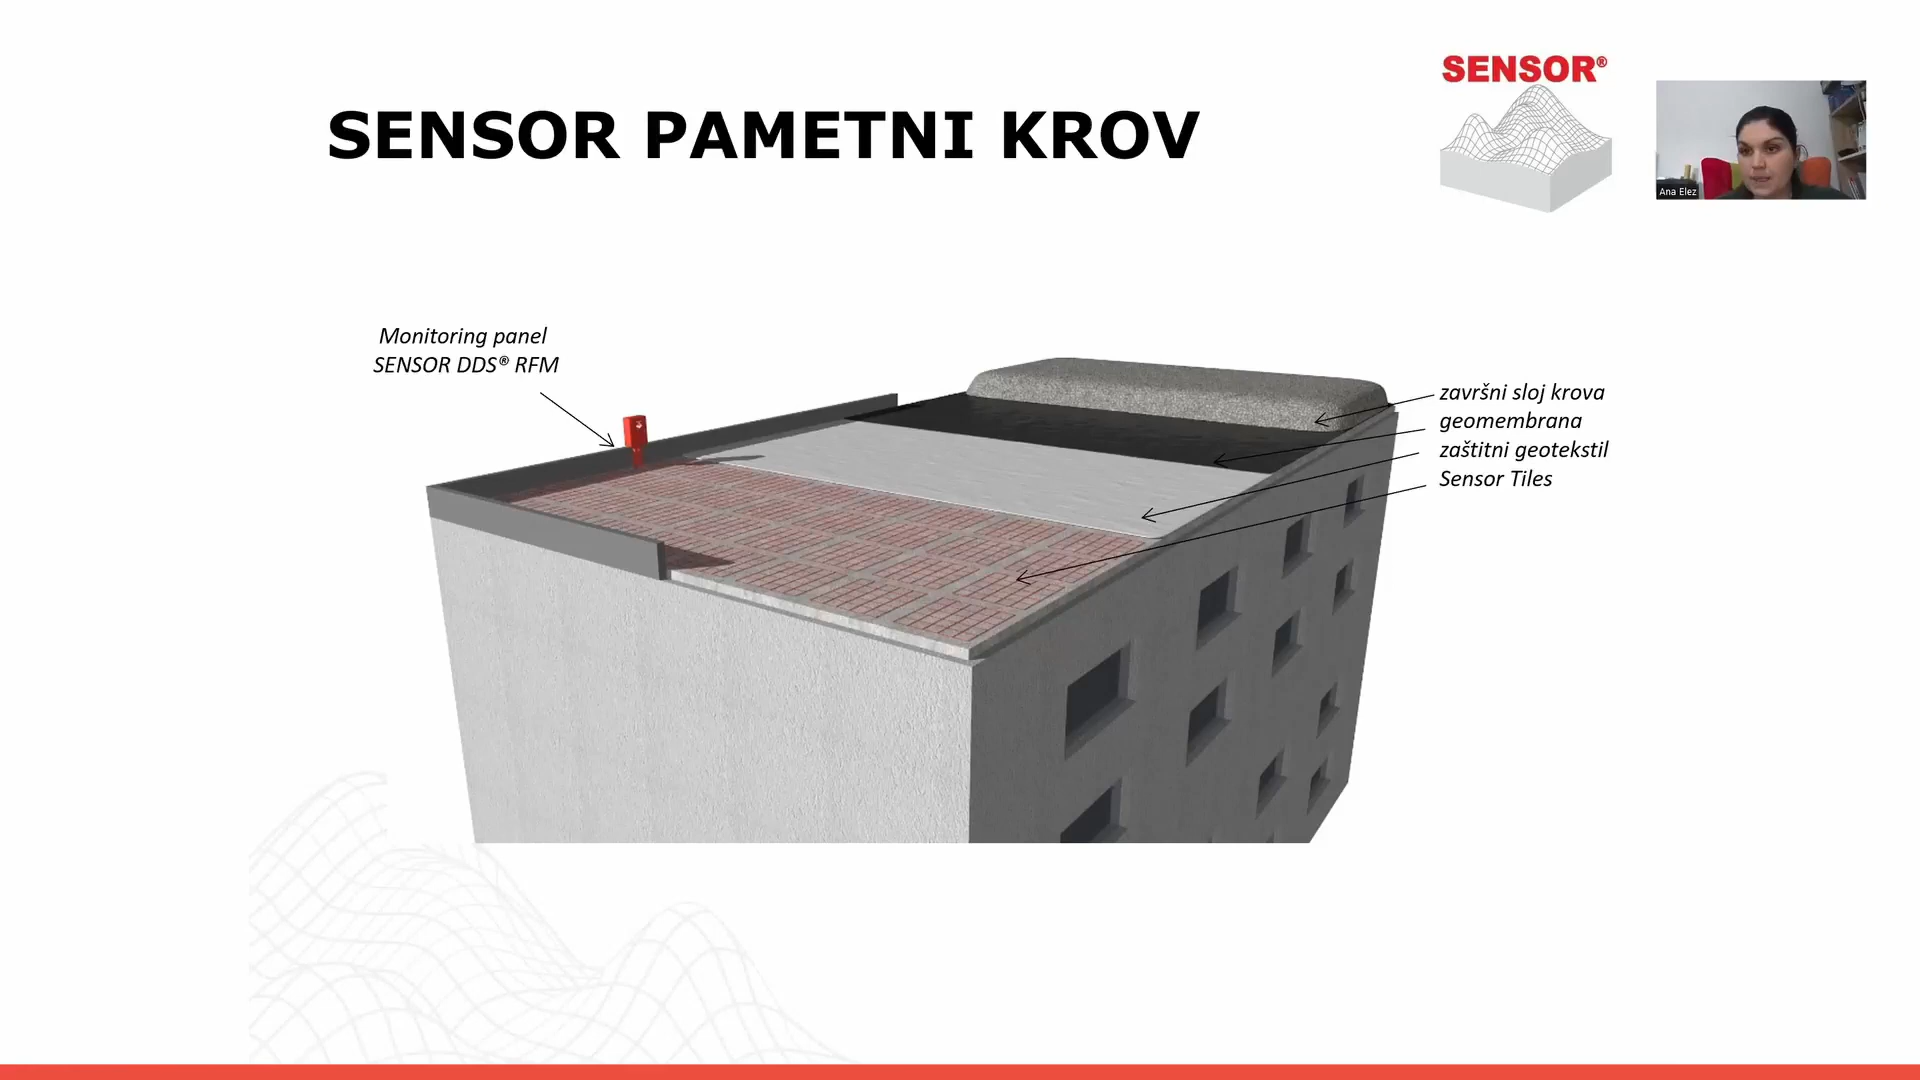 SENSOR®
SENSOR PAMETNI KROV
Ana Elez
Monitoring panel
SENSOR DDS® RFM
završni sloj krova
geomembrana
zaštitni geotekstil
Sensor Tiles